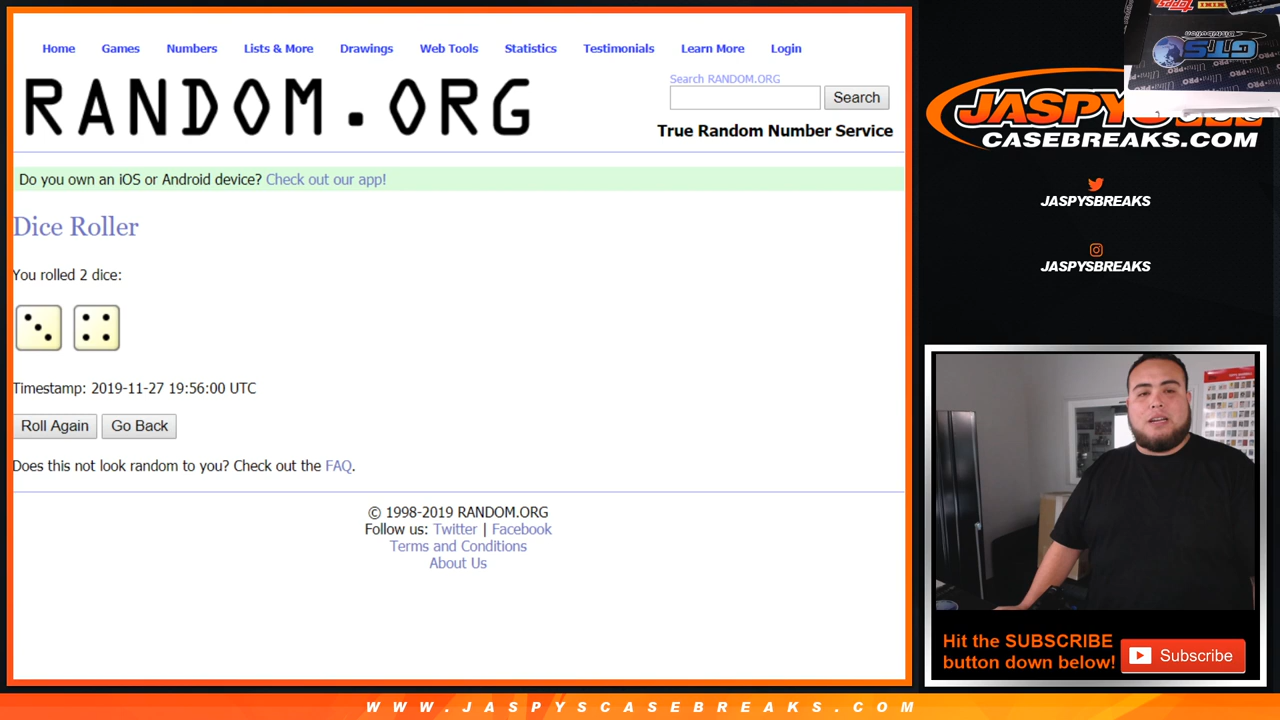 Home Games Numbers Lists & More Drawings Web Tools Statistics Testimonials Learn More Login
RANDOM.ORG
Search RANDOM.ORG
Search
True Random Number Service
Do you own an iOS or Android device? Check out our app!
Dice Roller
You rolled 2 dice:
Timestamp: 2019-11-27 19:56:00 UTC
Roll Again Go Back
Does this not look random to you? Check out the FAQ.
© 1998-2019 RANDOM.ORG
Follow us: Twitter | Facebook
Terms and Conditions
About Us
GTS
CASEBREAKS.COM
JASPYSBREAKS
JASPYSBREAKS
Hit the SUBSCRIBE
button down below!
Subscribe
WWW.JASPYSCASEBREAKS.COM